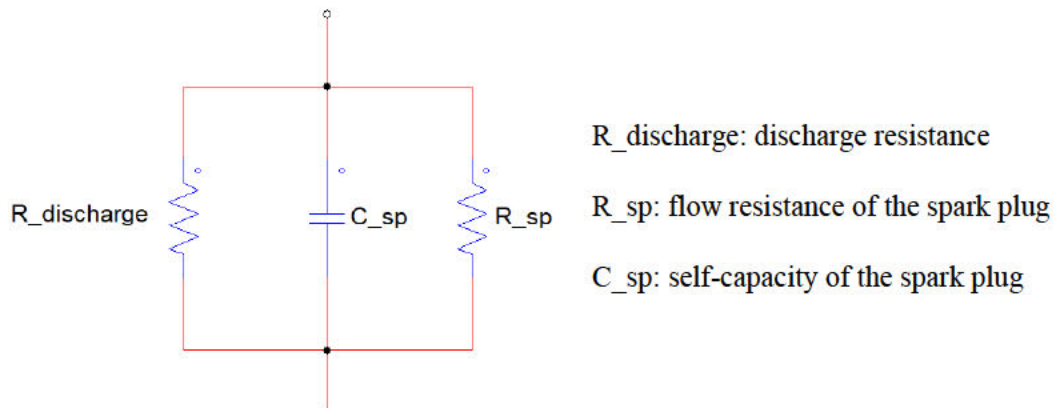 R_discharge
C_sp
R_sp
R_discharge: discharge resistance
R_sp: flow resistance of the spark plug
C_sp: self-capacity of the spark plug